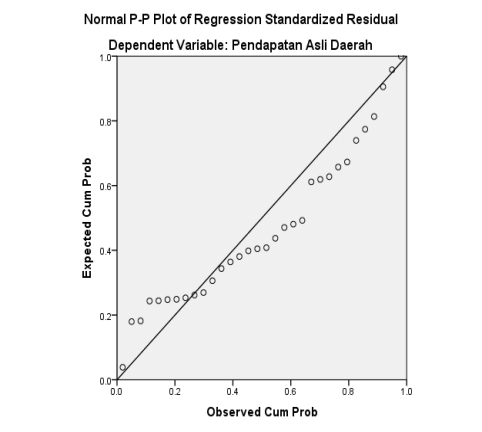 Normal P-P Plot of Regression Standardized Residual
Dependent Variable: Pendapatan Asli Daerah
1.0
0.8
0.6
0.4
0.2
0.0
Expected Cum Prob
0.0 0.2 0.4 0.6 0.8 1.0
Observed Cum Prob